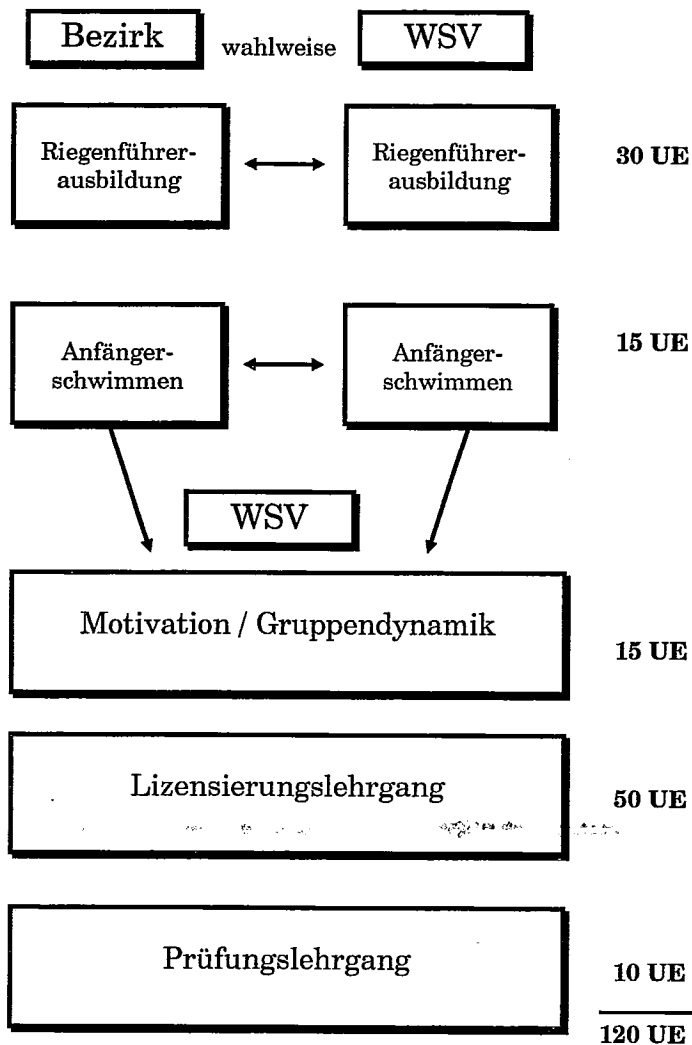 Bezirk wahlweise WSV
Riegenführer-
ausbildung
Riegenführer-
ausbildung
30 UE
Anfänger-
schwimmen
Anfänger-
schwimmen
15 UE
WSV
Motivation / Gruppendynamik
15 UE
Lizensierungslehrgang
50 UE
Prüfungslehrgang
10 UE
120 UE